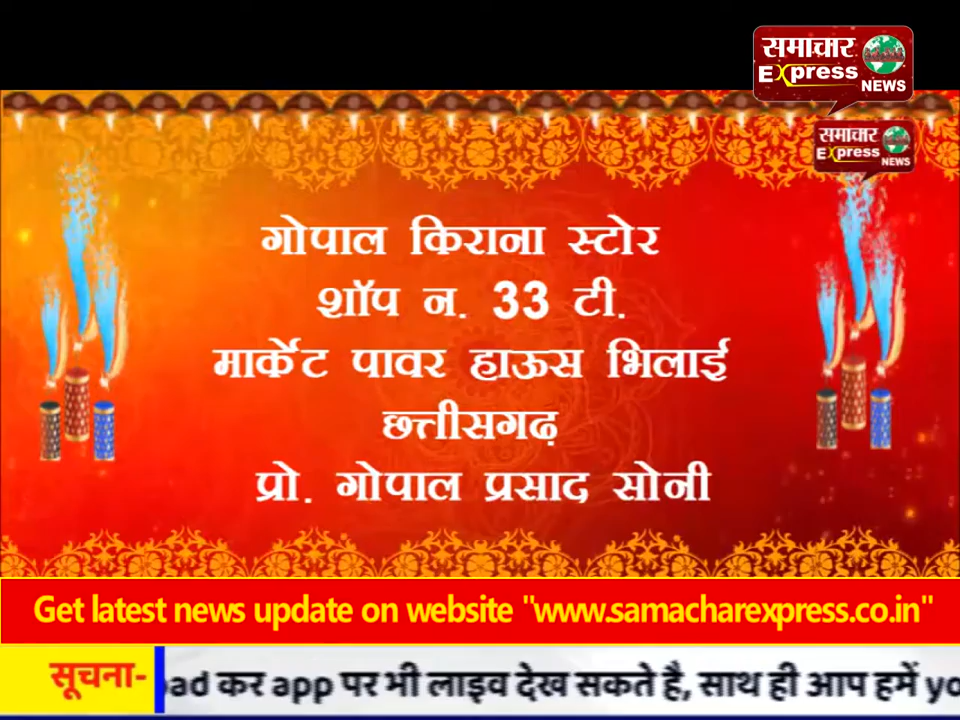 समाचार
Express
NEWS
समाचार
Express
NEWS
गोपाल किराना स्टोर
शॉप न. 33 टी.
मार्केट पावर हाऊस भिलाई
छत्तीसगढ़
प्रो. गोपाल प्रसाद सोनी
Get latest news update on website "www.samacharexpress.co.in"
सूचना- oad कर app पर भी लाइव देख सकते है, साथ ही आप हमें yo